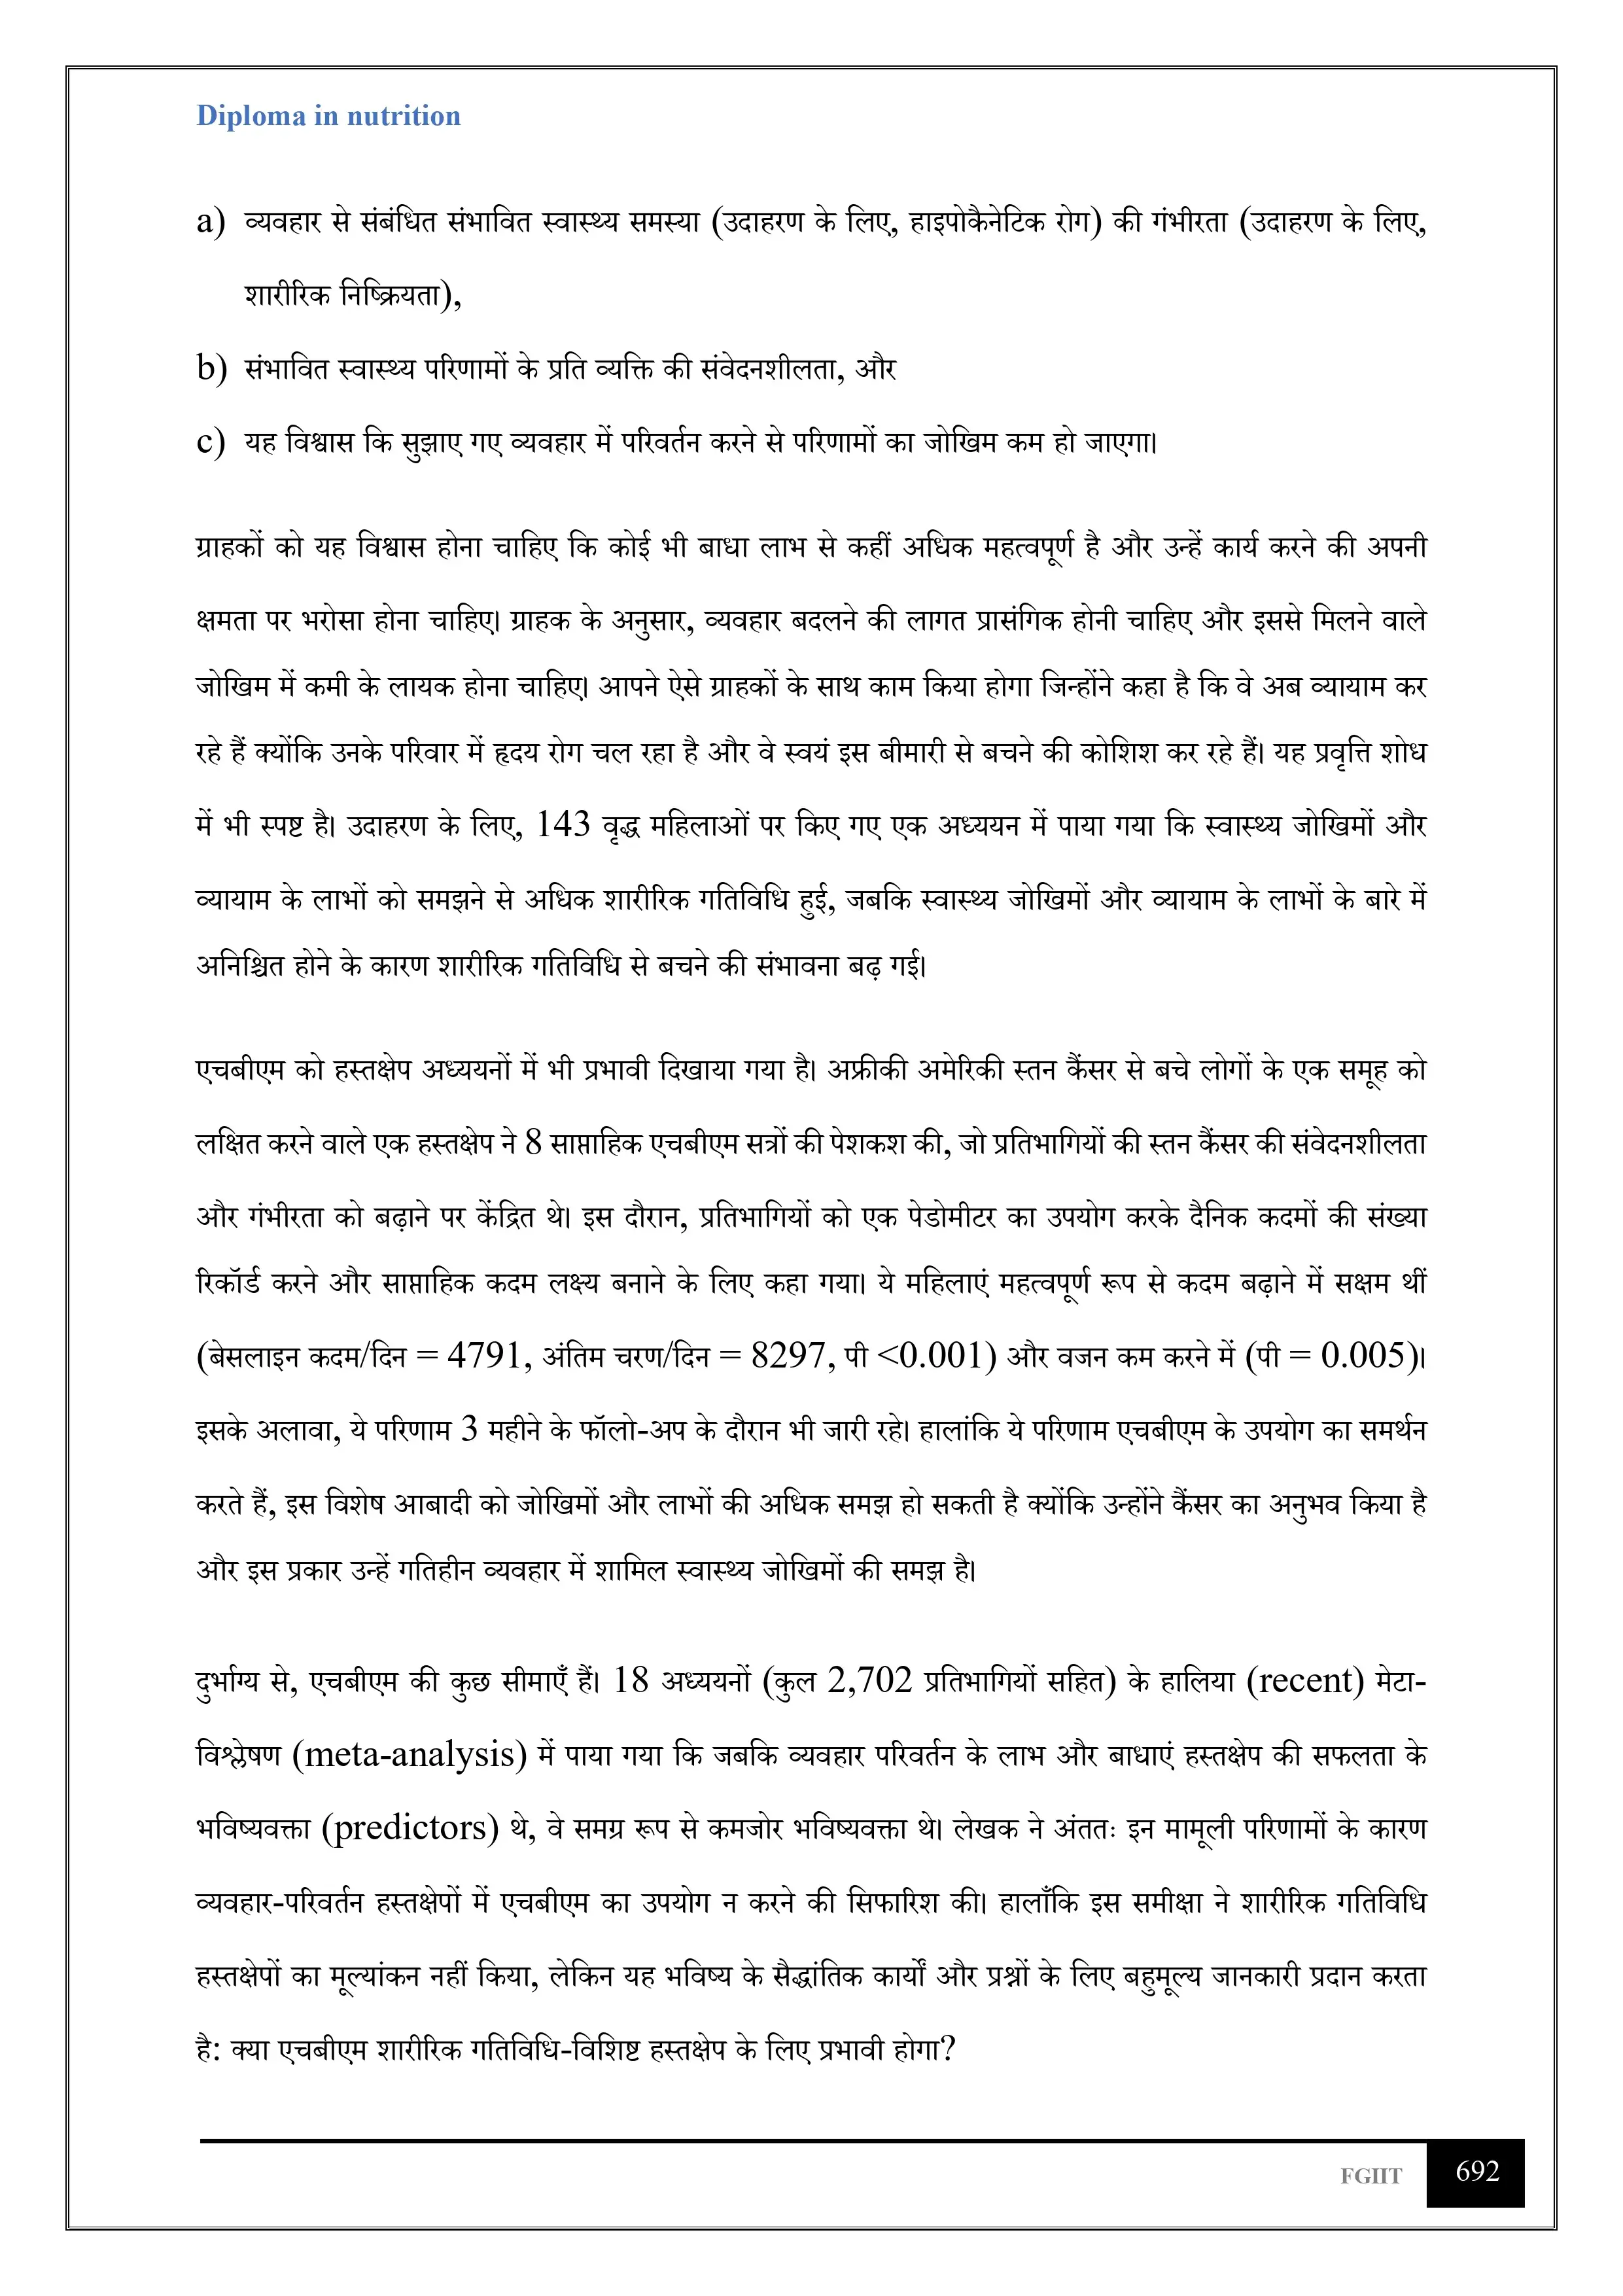 Diploma in nutrition
a) व्यवहार से संबंधित संभावित स्वास्थ्य समस्या (उदाहरण के लिए, हाइपोकैनेटिक रोग) की गंभीरता (उदाहरण के लिए,
शारीरिक निष्क्रियता),
b) संभावित स्वास्थ्य परिणामों के प्रति व्यक्ति की संवेदनशीलता, और
c) यह विश्वास कि सुझाए गए व्यवहार में परिवर्तन करने से परिणामों का जोखिम कम हो जाएगा।
ग्राहकों को यह विश्वास होना चाहिए कि कोई भी बाधा लाभ से कहीं अधिक महत्वपूर्ण है और उन्हें कार्य करने की अपनी
क्षमता पर भरोसा होना चाहिए। ग्राहक के अनुसार, व्यवहार बदलने की लागत प्रासंगिक होनी चाहिए और इससे मिलने वाले
जोखिम में कमी के लायक होना चाहिए। आपने ऐसे ग्राहकों के साथ काम किया होगा जिन्होंने कहा है कि वे अब व्यायाम कर
रहे हैं क्योंकि उनके परिवार में हृदय रोग चल रहा है और वे स्वयं इस बीमारी से बचने की कोशिश कर रहे हैं। यह प्रवृत्ति शोध
में भी स्पष्ट है। उदाहरण के लिए, 143 वृद्ध महिलाओं पर किए गए एक अध्ययन में पाया गया कि स्वास्थ्य जोखिमों और
व्यायाम के लाभों को समझने से अधिक शारीरिक गतिविधि हुई, जबकि स्वास्थ्य जोखिमों और व्यायाम के लाभों के बारे में
अनिश्चित होने के कारण शारीरिक गतिविधि से बचने की संभावना बढ़ गई।
एचबीएम को हस्तक्षेप अध्ययनों में भी प्रभावी दिखाया गया है। अफ्रीकी अमेरिकी स्तन कैंसर से बचे लोगों के एक समूह को
लक्षित करने वाले एक हस्तक्षेप ने 8 साप्ताहिक एचबीएम सत्रों की पेशकश की, जो प्रतिभागियों की स्तन कैंसर की संवेदनशीलता
और गंभीरता को बढ़ाने पर केंद्रित थे। इस दौरान, प्रतिभागियों को एक पेडोमीटर का उपयोग करके दैनिक कदमों की संख्या
रिकॉर्ड करने और साप्ताहिक कदम लक्ष्य बनाने के लिए कहा गया। ये महिलाएं महत्वपूर्ण रूप से कदम बढ़ाने में सक्षम थीं
(बेसलाइन कदम/दिन = 4791, अंतिम चरण/दिन = 8297, पी <0.001) और वजन कम करने में (पी = 0.005)।
इसके अलावा, ये परिणाम 3 महीने के फॉलो-अप के दौरान भी जारी रहे। हालांकि ये परिणाम एचबीएम के उपयोग का समर्थन
करते हैं, इस विशेष आबादी को जोखिमों और लाभों की अधिक समझ हो सकती है क्योंकि उन्होंने कैंसर का अनुभव किया है
और इस प्रकार उन्हें गतिहीन व्यवहार में शामिल स्वास्थ्य जोखिमों की समझ है।
दुर्भाग्य से, एचबीएम की कुछ सीमाएँ हैं। 18 अध्ययनों (कुल 2,702 प्रतिभागियों सहित) के हालिया (recent) मेटा-
विश्लेषण (meta-analysis) में पाया गया कि जबकि व्यवहार परिवर्तन के लाभ और बाधाएं हस्तक्षेप की सफलता के
भविष्यवक्ता (predictors) थे, वे समग्र रूप से कमजोर भविष्यवक्ता थे। लेखक ने अंततः इन मामूली परिणामों के कारण
व्यवहार-परिवर्तन हस्तक्षेपों में एचबीएम का उपयोग न करने की सिफारिश की। हालाँकि इस समीक्षा ने शारीरिक गतिविधि
हस्तक्षेपों का मूल्यांकन नहीं किया, लेकिन यह भविष्य के सैद्धांतिक कार्यों और प्रश्नों के लिए बहुमूल्य जानकारी प्रदान करता
है: क्या एचबीएम शारीरिक गतिविधि-विशिष्ट हस्तक्षेप के लिए प्रभावी होगा?
FGIIT 692